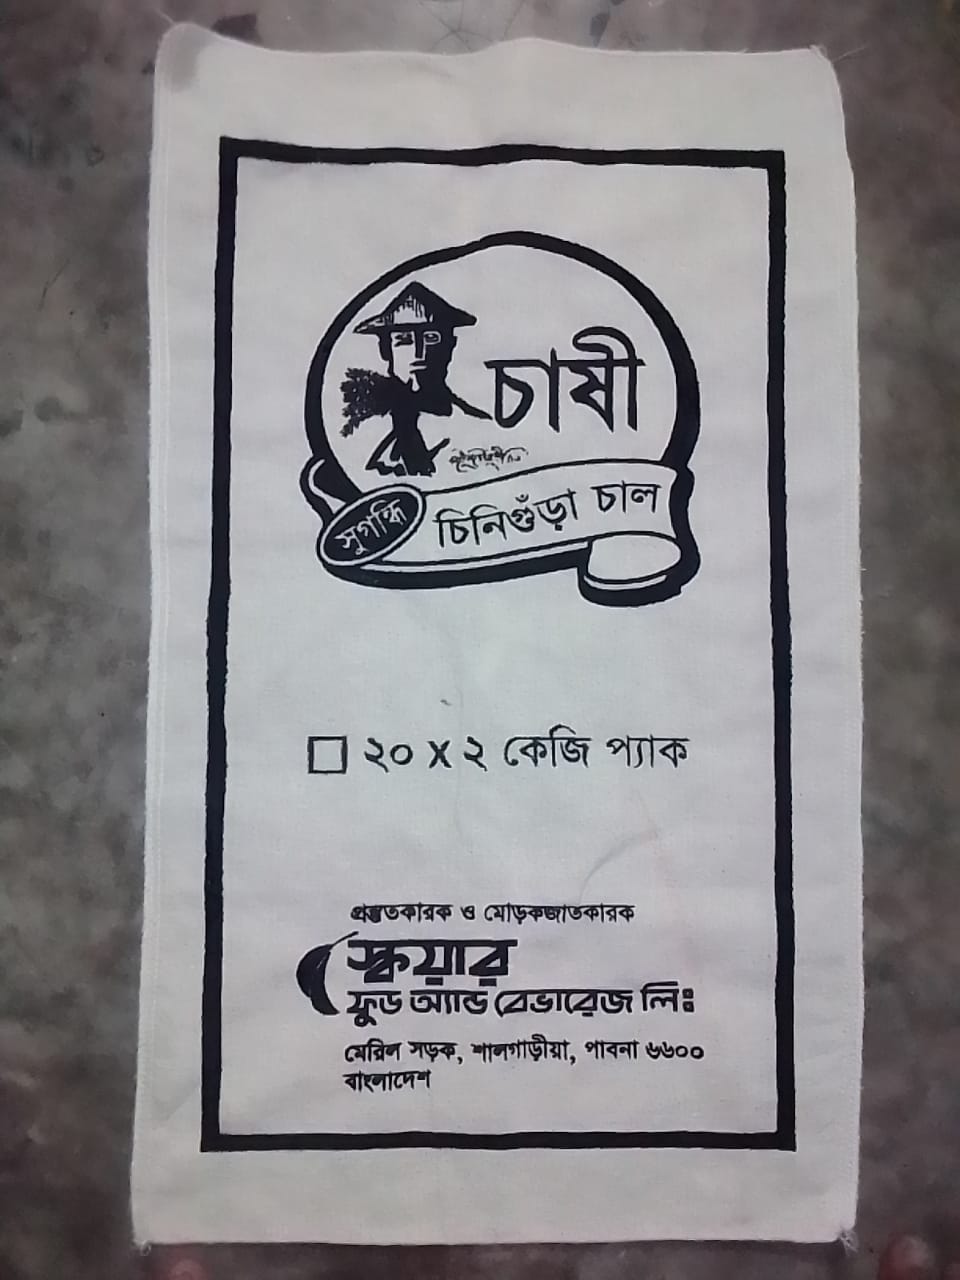 চাষী
সুগন্ধি
চিনিগুঁড়া চাল
২০ x ২ কেজি প্যাক
প্রস্তুতকারক ও মোড়কজাতকারক
স্কয়ার
ফুড অ্যান্ড বেভারেজ লিঃ
মেরিল সড়ক, শালগাড়ীয়া, পাবনা ৬৬০০
বাংলাদেশ